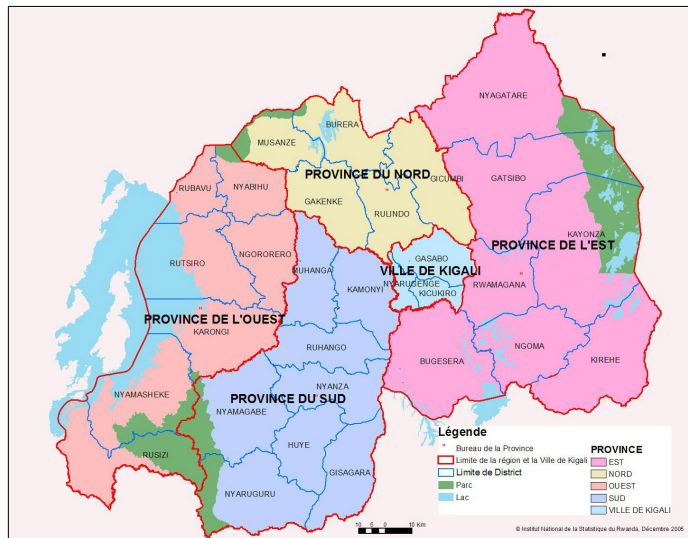 NYAGATARE
BURERA
MUSANZE
PROVINCE DU NORD
GICUMBI
GATSIBO
RUBAVU
NYABIHU
GAKENKE
RULINDO
KAYONZA
PROVINCE DE L'EST
NGORORERO
RUTSIRO
MUHANGA
GASABO
VILLE DE KIGALI
NYARUGENGE
KICUKIRO
RWAMAGANA
KAMONYI
PROVINCE DE L'OUEST
KARONGI
RUHANGO
NGOMA
BUGESERA
KIREHE
NYANZA
NYAMASHEKE
PROVINCE DU SUD
NYAMAGABE
HUYE
RUSIZI
GISAGARA
NYARUGURU
Légende
Bureau de la Province
Limite de la région et la Ville de Kigali
Limite de District
Parc
Lac
PROVINCE
EST
NORD
OUEST
SUD
VILLE DE KIGALI
10 5 0 10 Km
© Institut National de la Statistique du Rwanda, Décembre 2005